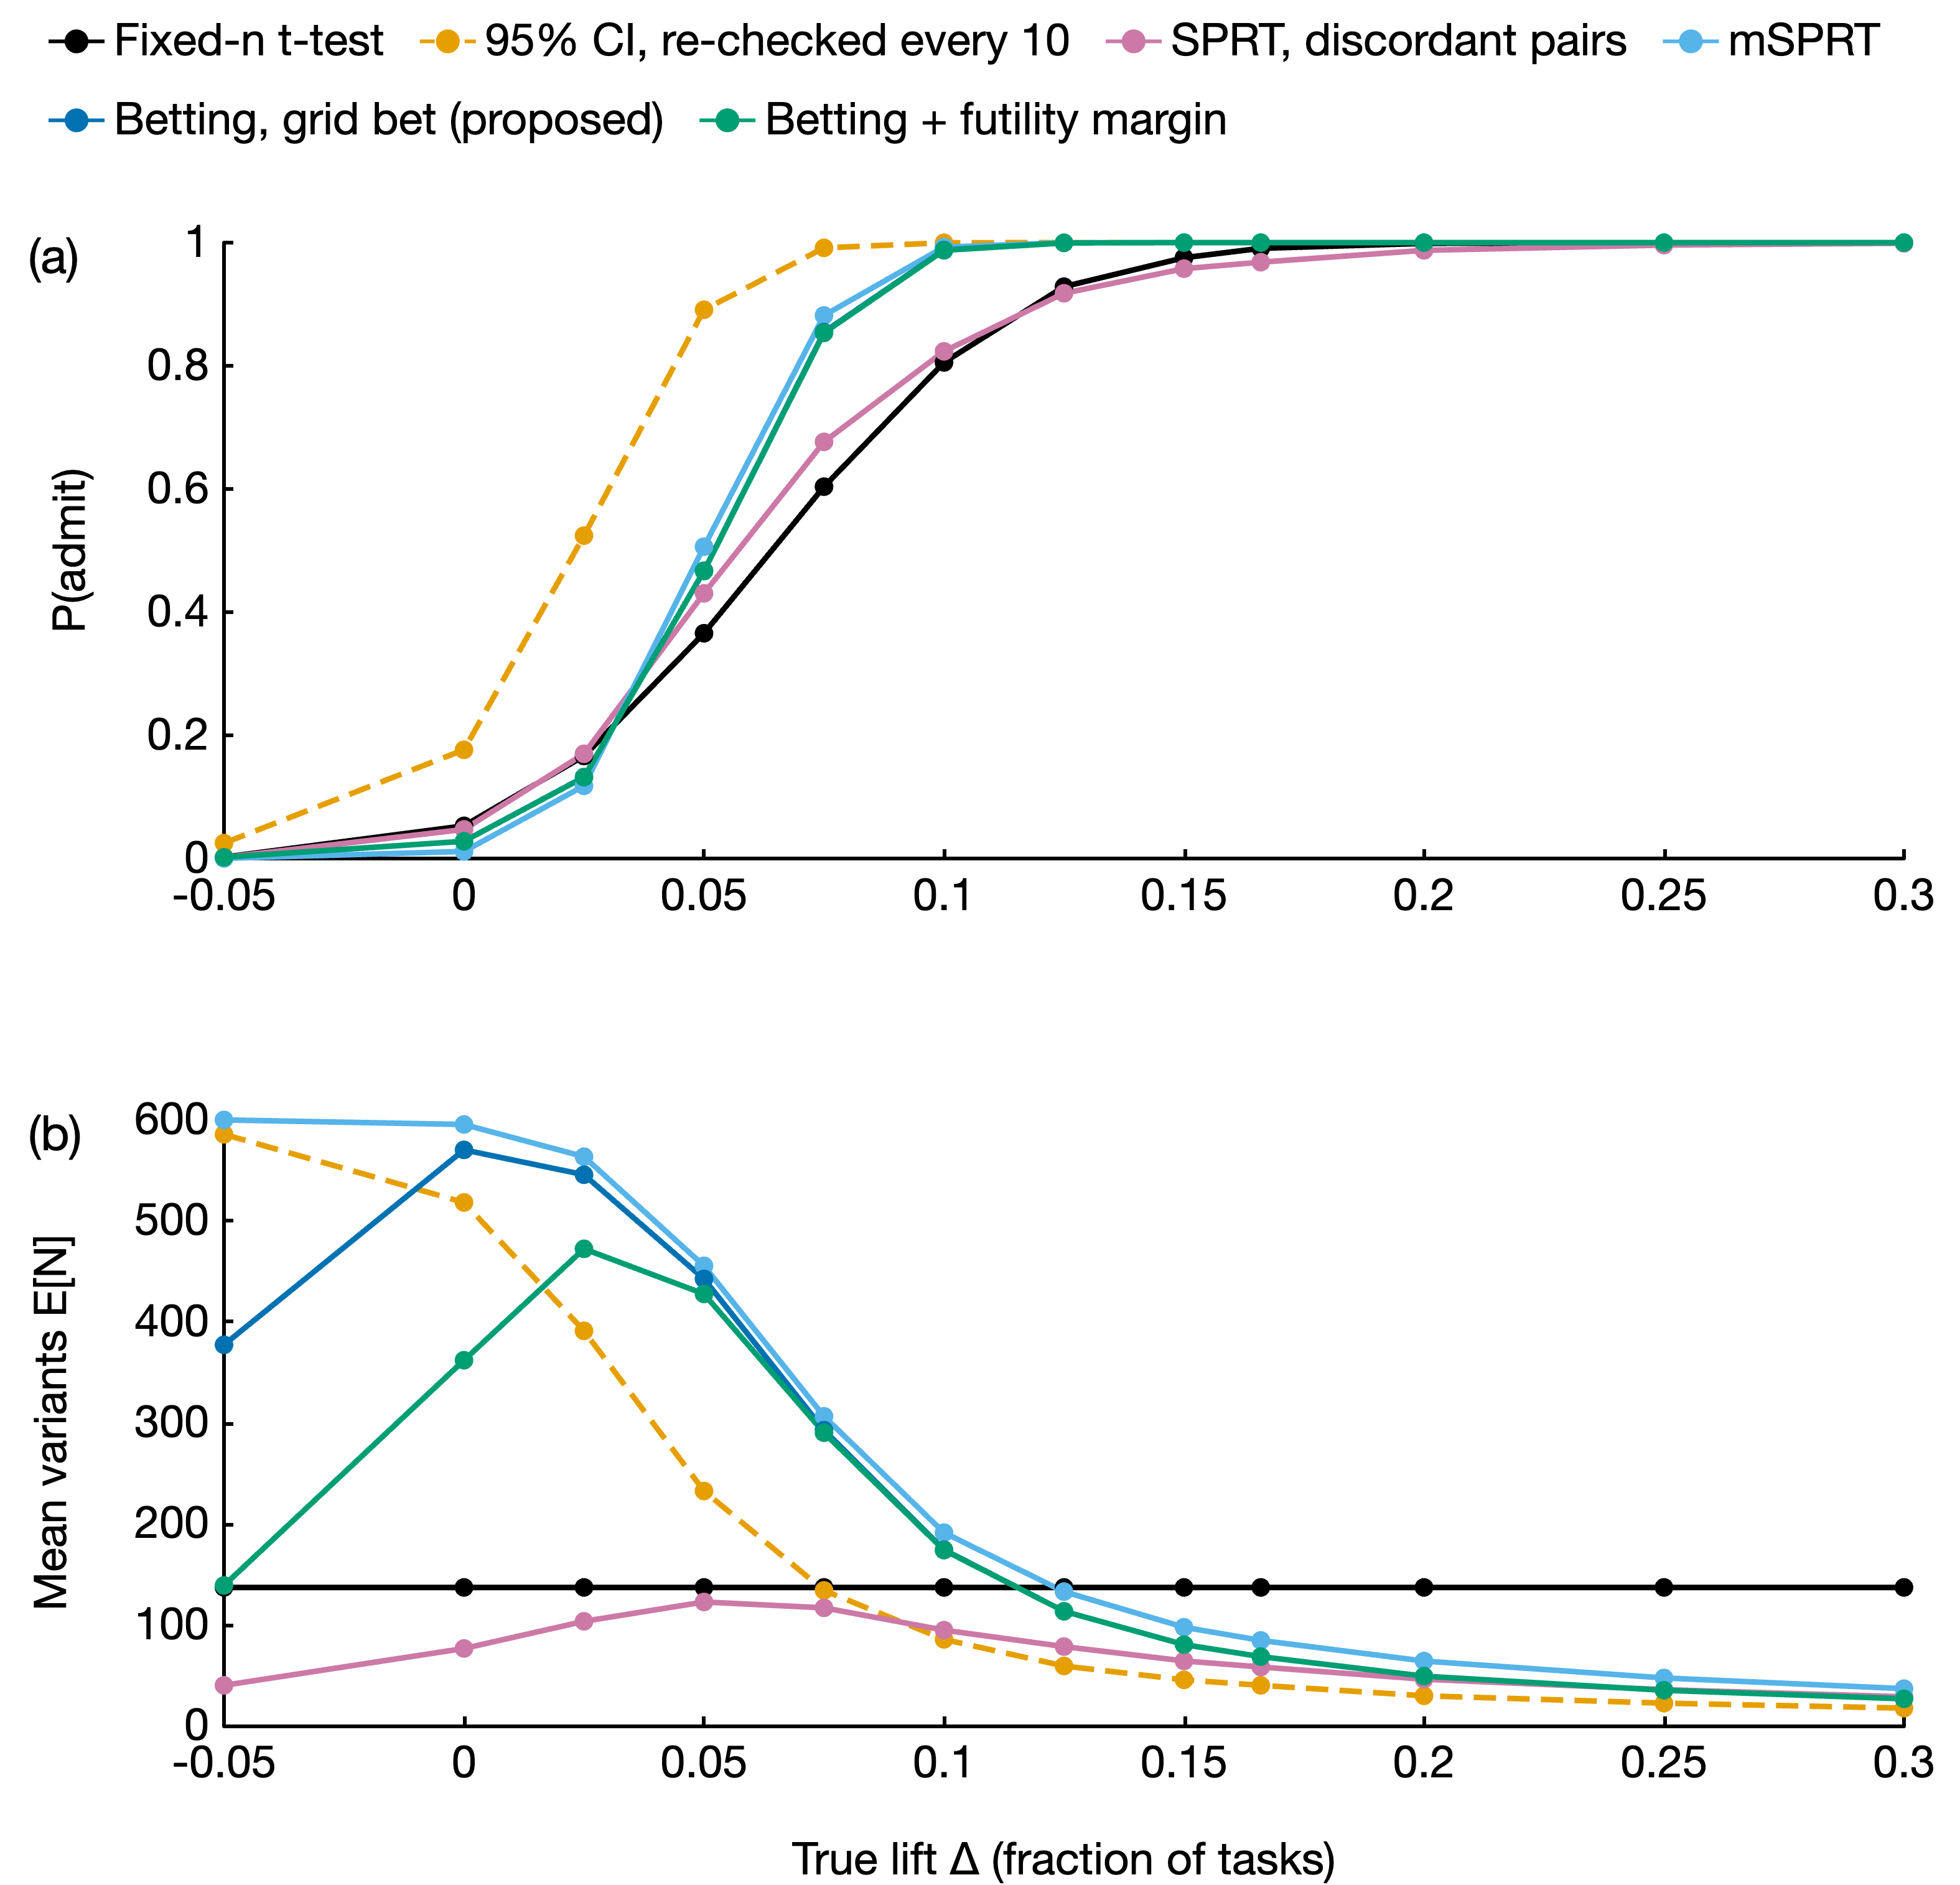 Fixed-n t-test 95% CI, re-checked every 10 SPRT, discordant pairs mSPRT
Betting, grid bet (proposed) Betting + futility margin
(a)
P(admit)
1
0.8
0.6
0.4
0.2
0
-0.05 0 0.05 0.1 0.15 0.2 0.25 0.3
(b)
Mean variants E[N]
600
500
400
300
200
100
0
-0.05 0 0.05 0.1 0.15 0.2 0.25 0.3
True lift Δ (fraction of tasks)